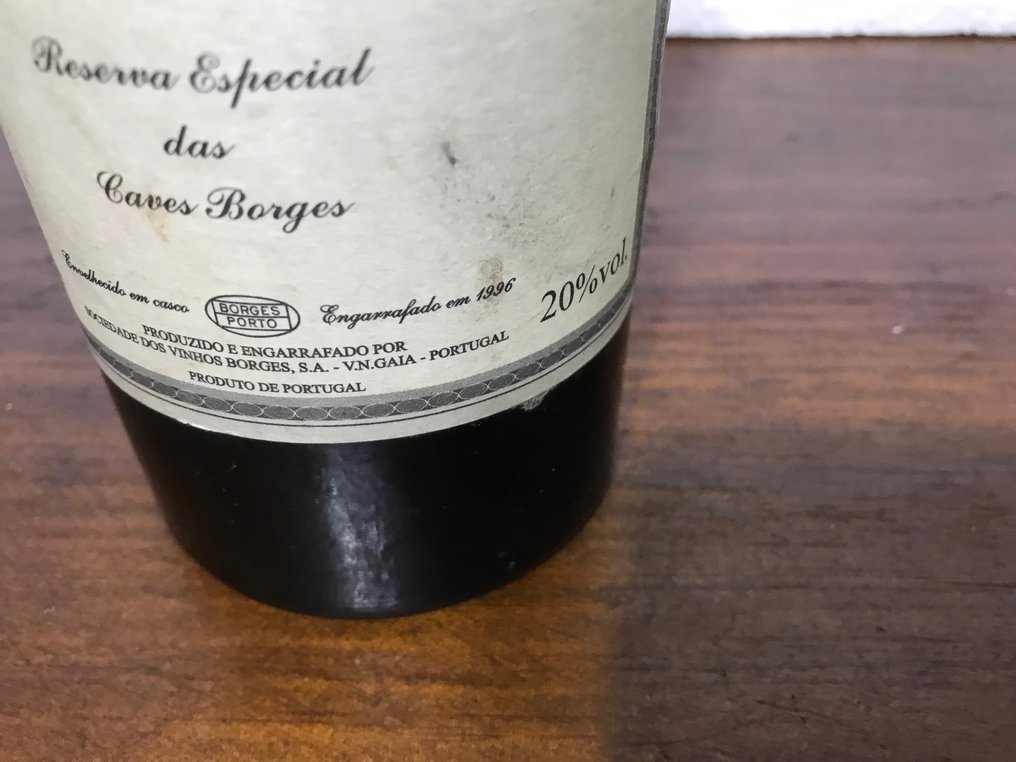 Reserva Especial
das
Caves Borges
Envelhecido em casco
BORGES
PORTO
Engarrafado em 1996
20%vol.
PRODUZIDO E ENGARRAFADO POR
SOCIEDADE DOS VINHOS BORGES, S.A. - V.N.GAIA - PORTUGAL
PRODUTO DE PORTUGAL